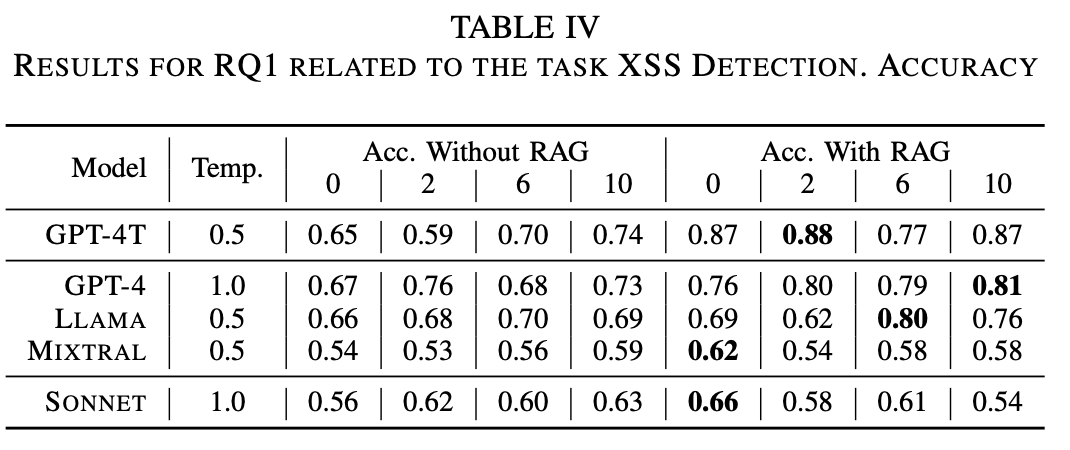 TABLE IV
RESULTS FOR RQ1 RELATED TO THE TASK XSS DETECTION. ACCURACY
Model Temp. Acc. Without RAG Acc. With RAG
0 2 6 10 0 2 6 10
GPT-4T 0.5 0.65 0.59 0.70 0.74 0.87 0.88 0.77 0.87
GPT-4 1.0 0.67 0.76 0.68 0.73 0.76 0.80 0.79 0.81
LLAMA 0.5 0.66 0.68 0.70 0.69 0.69 0.62 0.80 0.76
MIXTRAL 0.5 0.54 0.53 0.56 0.59 0.62 0.54 0.58 0.58
SONNET 1.0 0.56 0.62 0.60 0.63 0.66 0.58 0.61 0.54